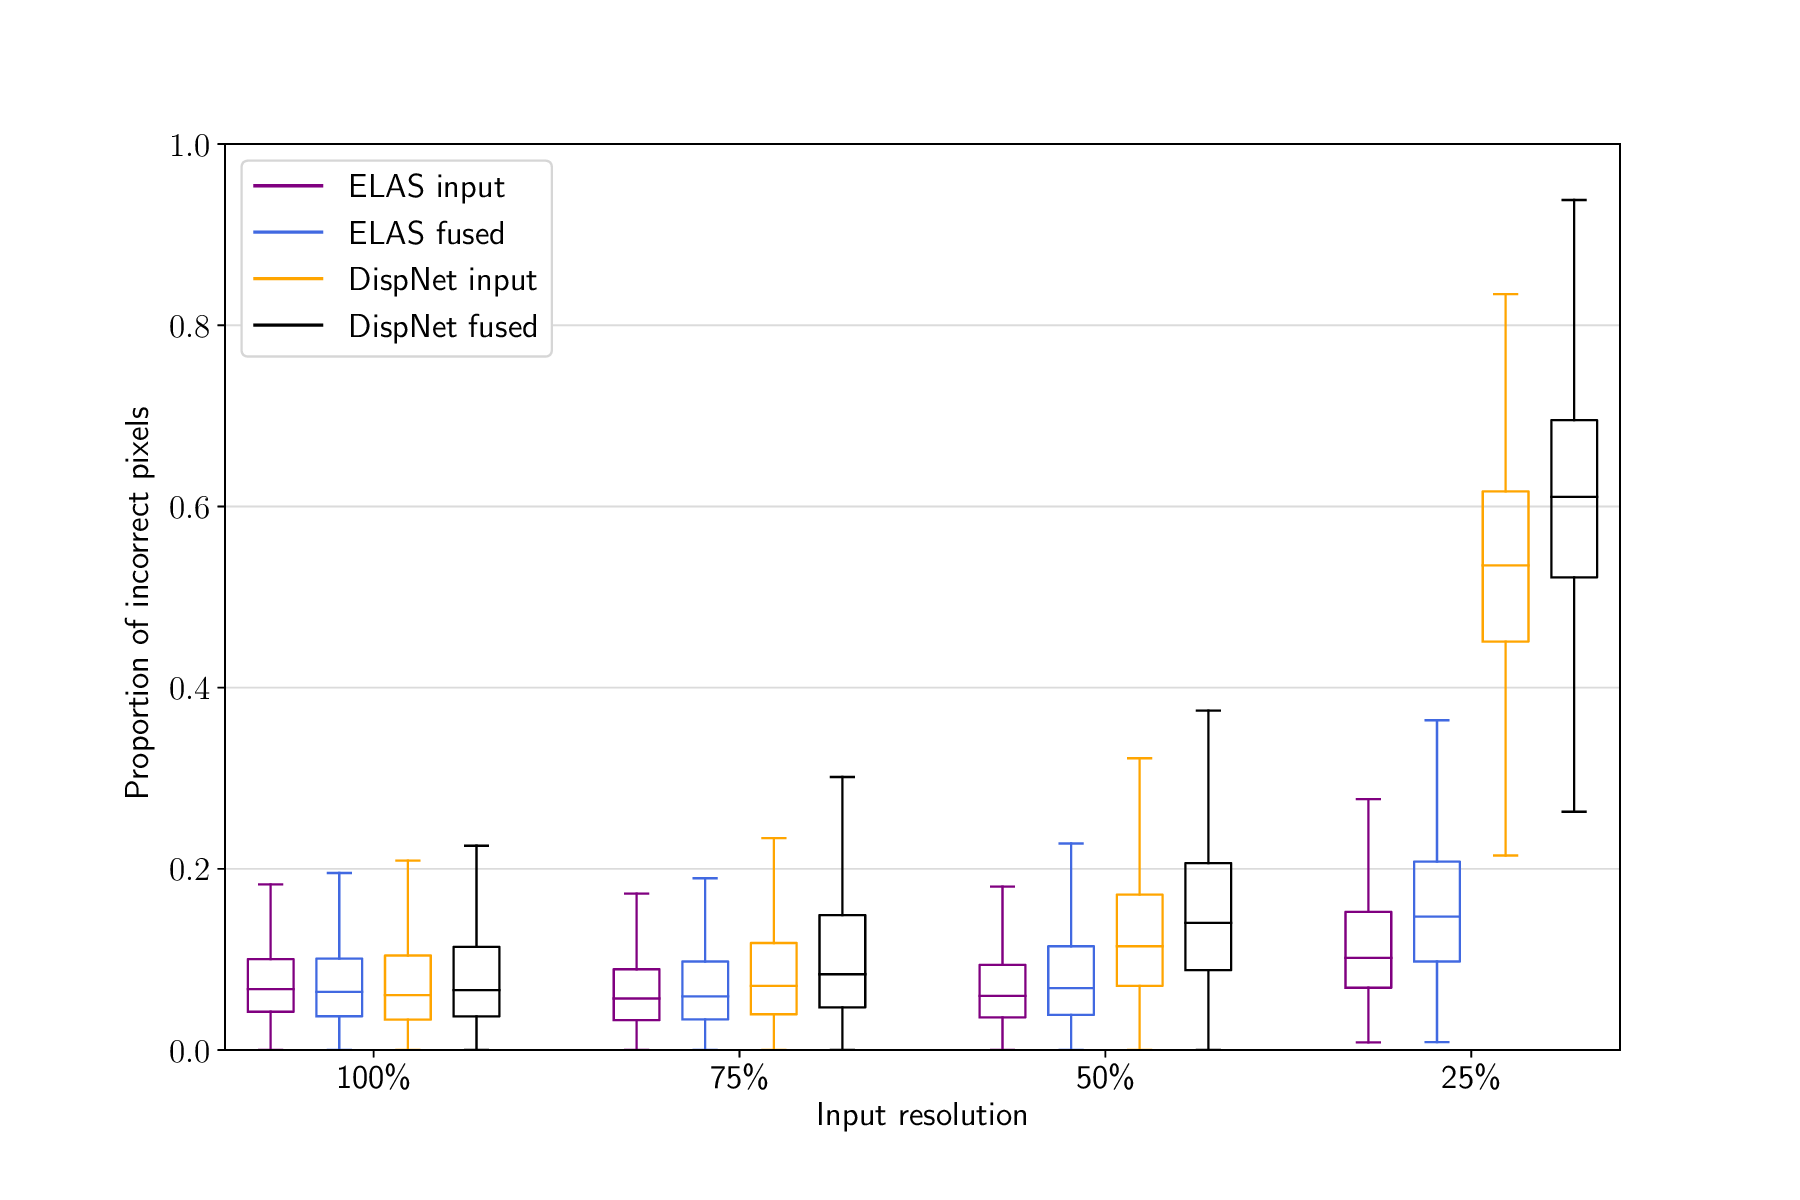 1.0
0.8
0.6
0.4
0.2
0.0
Proportion of incorrect pixels
ELAS input
ELAS fused
DispNet input
DispNet fused
100%
75%
50%
25%
Input resolution